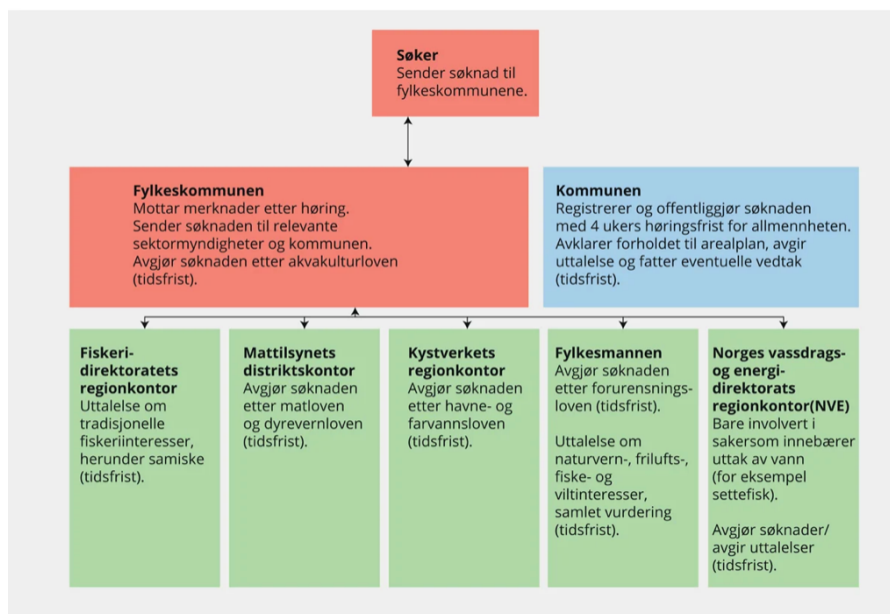 Søker
Sender søknad til
fylkeskommunene.
Fylkeskommunen
Mottar merknader etter høring.
Sender søknaden til relevante
sektormyndigheter og kommunen.
Avgjør søknaden etter akvakulturloven
(tidsfrist).
Kommunen
Registrerer og offentliggjør søknaden
med 4 ukers høringsfrist for allmennheten.
Avklarer forholdet til arealplan, avgir
uttalelse og fatter eventuelle vedtak
(tidsfrist).
Fiskeri-
direktoratets
regionkontor
Uttalelse om
tradisjonelle
fiskeriinteresser,
herunder samiske
(tidsfrist).
Mattilsynets
distriktskontor
Avgjør søknaden
etter matloven
og dyrevernloven
(tidsfrist).
Kystverkets
regionkontor
Avgjør søknaden
etter havne- og
farvannsloven
(tidsfrist).
Fylkesmannen
Avgjør søknaden
etter forurensnings-
loven (tidsfrist).
Uttalelse om
naturvern-, frilufts-,
fiske- og
viltinteresser,
samlet vurdering
(tidsfrist).
Norges vassdrags-
og energi-
direktorats
regionkontor(NVE)
Bare involvert i
sakersom innebærer
uttak av vann
(for eksempel
settefisk).
Avgjør søknader/
avgir uttalelser
(tidsfrist).